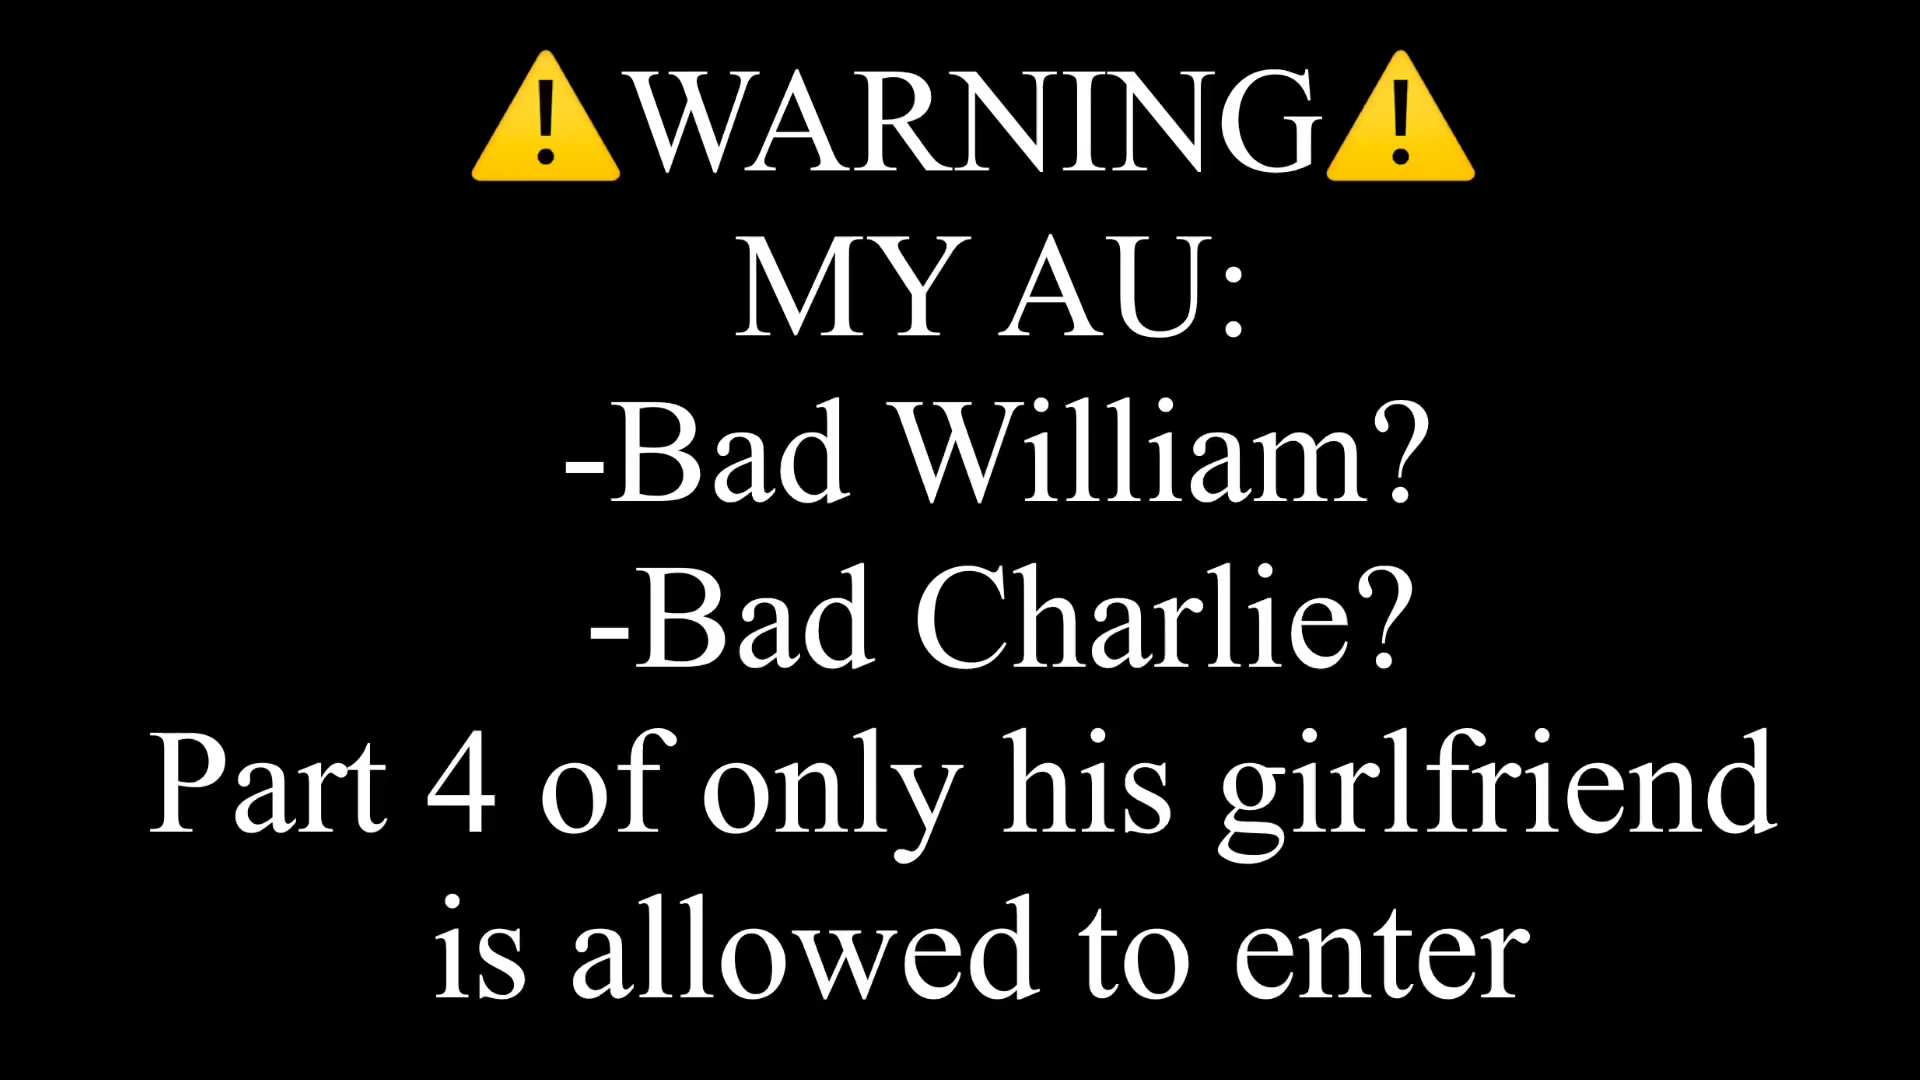 ⚠️WARNING⚠️
MY AU:
-Bad William?
-Bad Charlie?
Part 4 of only his girlfriend
is allowed to enter